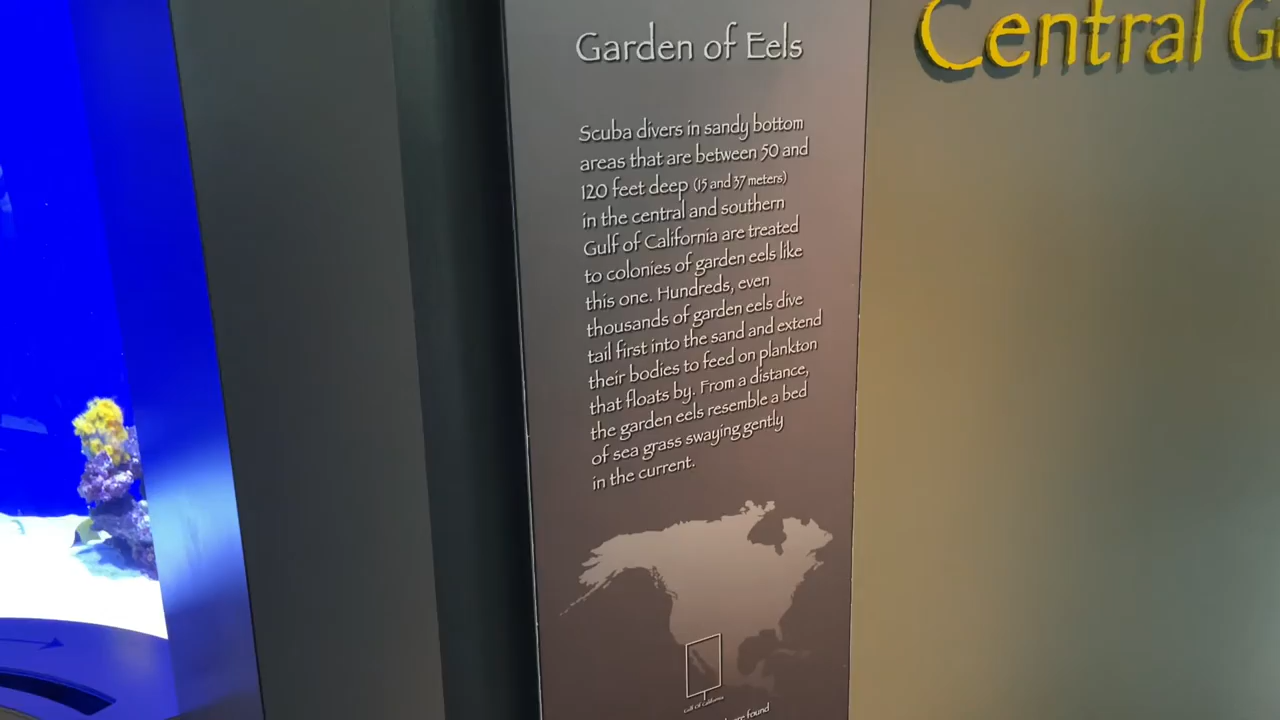 Garden of Eels
Central
Scuba divers in sandy bottom
areas that are between 50 and
120 feet deep (15 and 37 meters)
in the central and southern
Gulf of California are treated
to colonies of garden eels like
this one. Hundreds, even
thousands of garden eels dive
tail first into the sand and extend
their bodies to feed on plankton
that floats by. From a distance,
the garden eels resemble a bed
of sea grass swaying gently
in the current.
Gulf Of California
found